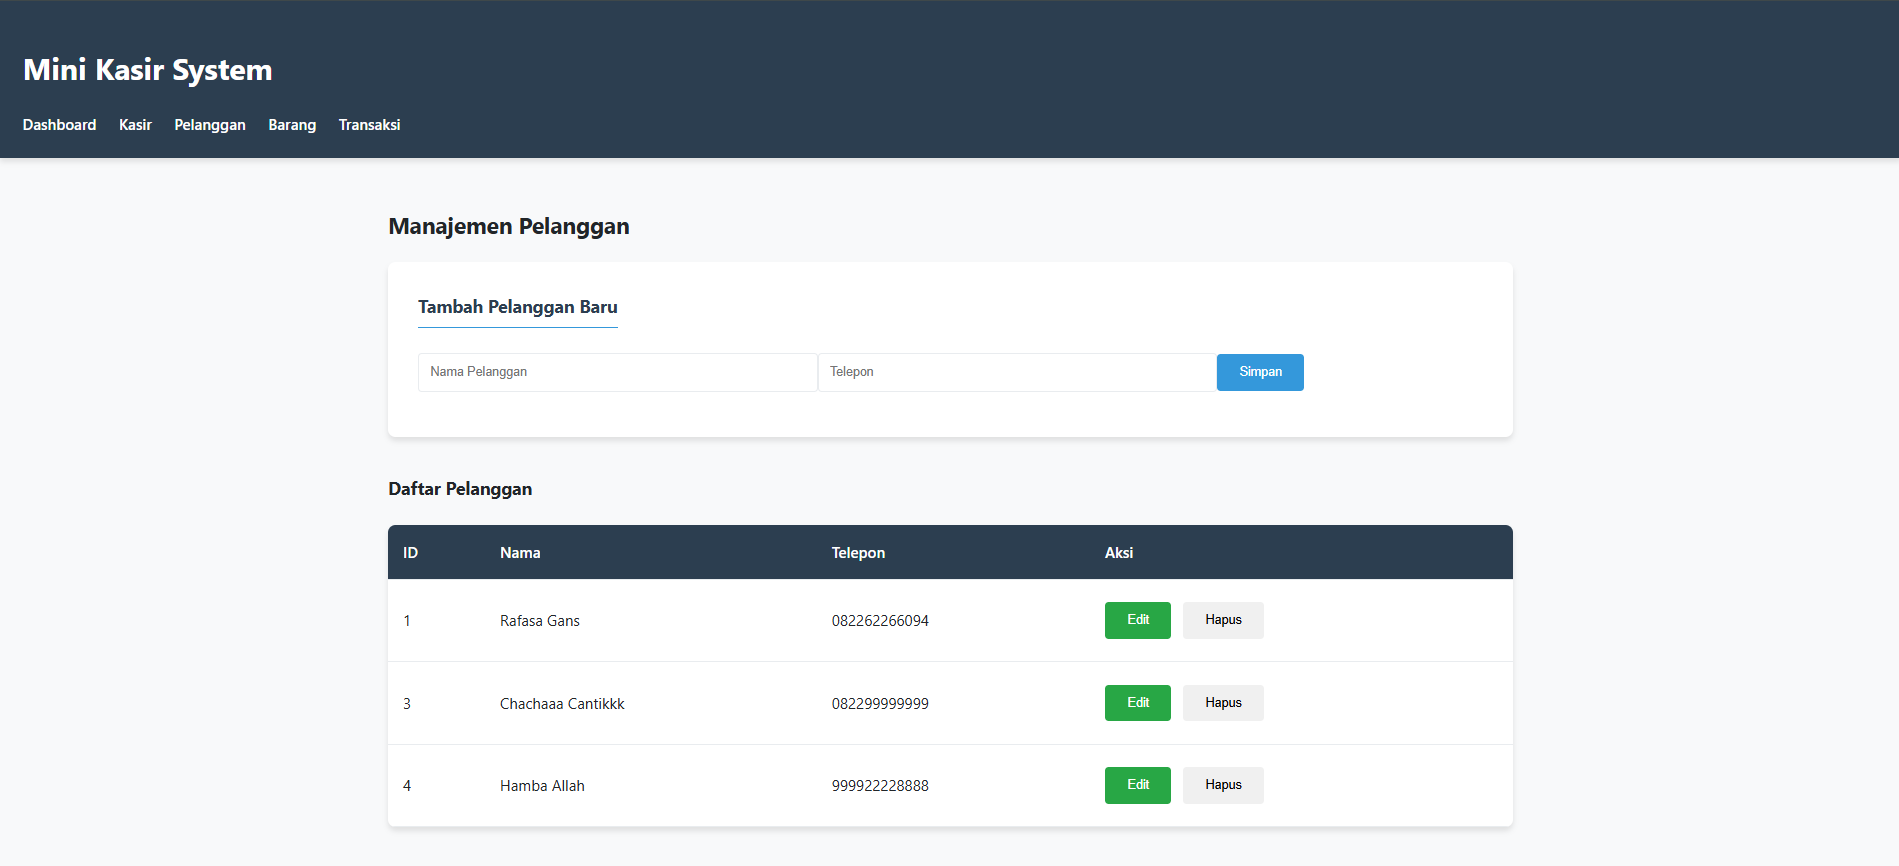 Mini Kasir System
Dashboard Kasir Pelanggan Barang Transaksi
Manajemen Pelanggan
Tambah Pelanggan Baru
Nama Pelanggan Telepon Simpan
Daftar Pelanggan
ID Nama Telepon Aksi
1 Rafasa Gans 082262266094 Edit Hapus
3 Chachaaa Cantikkk 082299999999 Edit Hapus
4 Hamba Allah 999922228888 Edit Hapus